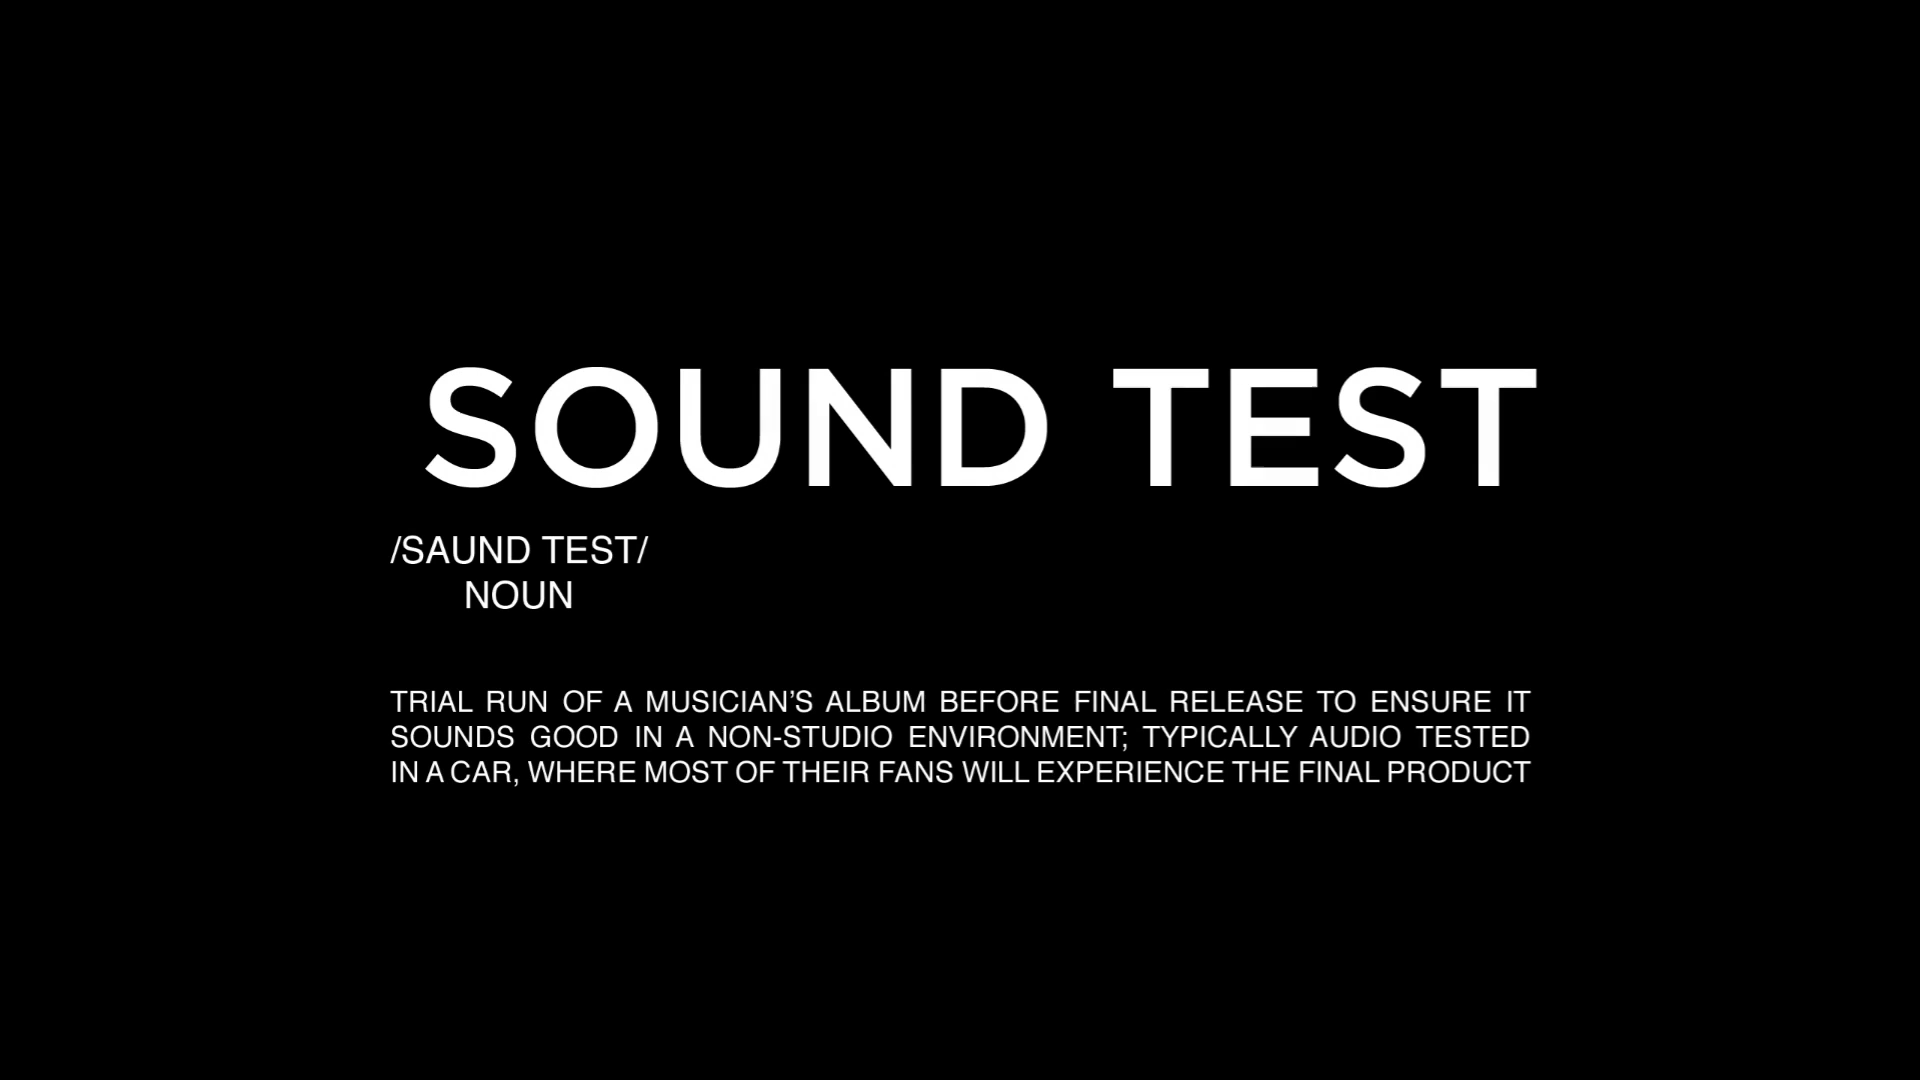 SOUND TEST
/SAUND TEST/
NOUN
TRIAL RUN OF A MUSICIAN’S ALBUM BEFORE FINAL RELEASE TO ENSURE IT
SOUNDS GOOD IN A NON-STUDIO ENVIRONMENT; TYPICALLY AUDIO TESTED
IN A CAR, WHERE MOST OF THEIR FANS WILL EXPERIENCE THE FINAL PRODUCT